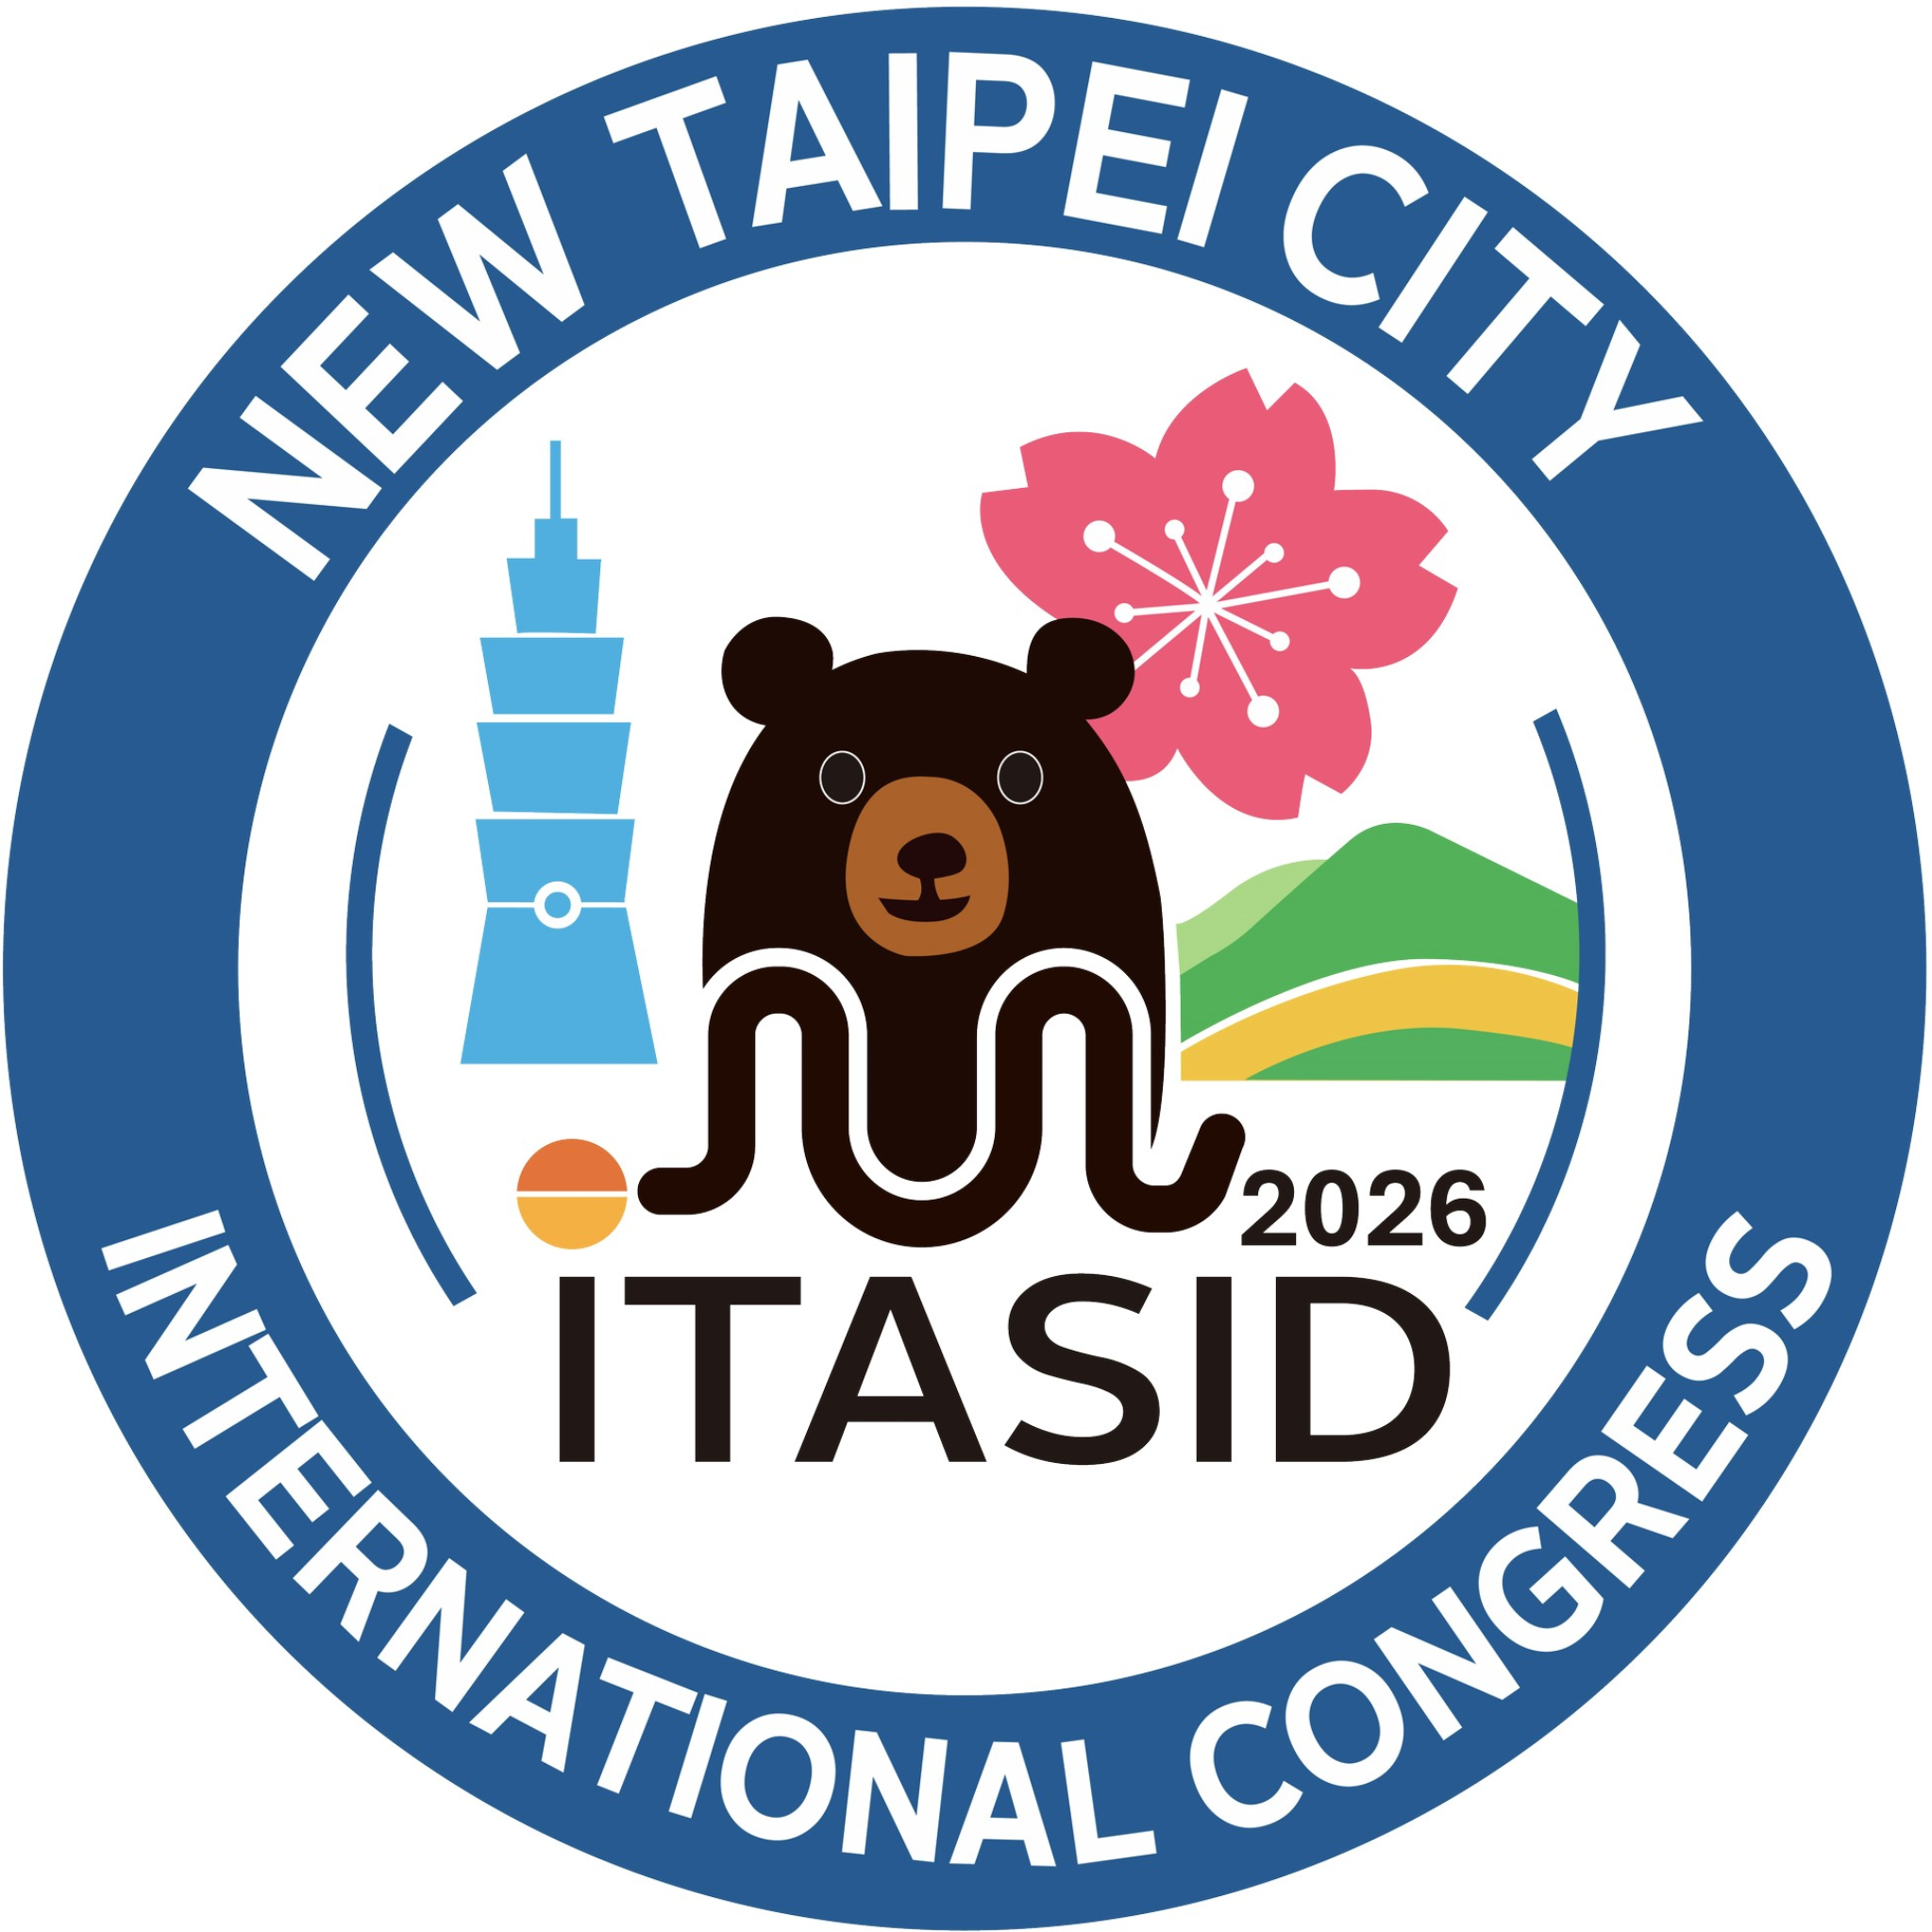 NEW TAIPEI CITY
2026
ITASID
INTERNATIONAL CONGRESS